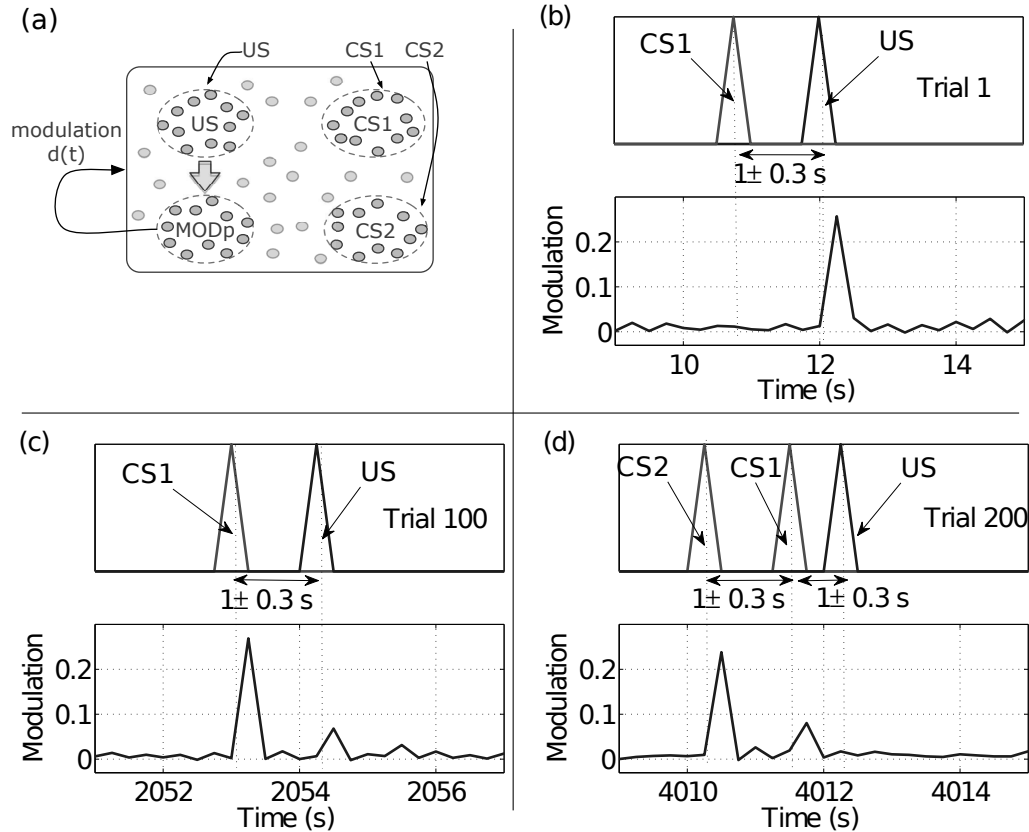 (a)
US
CS1
CS2
US
CS1
modulation
d(t)
MODp
CS2
(b)
CS1
US
Trial 1
1± 0.3 s
Modulation
0.2
0.1
0
10
12
14
Time (s)
(c)
CS1
US
Trial 100
1± 0.3 s
Modulation
0.2
0.1
0
2052
2054
2056
Time (s)
(d)
CS2
CS1
US
Trial 200
1± 0.3 s
1± 0.3 s
Modulation
0.2
0.1
0
4010
4012
4014
Time (s)